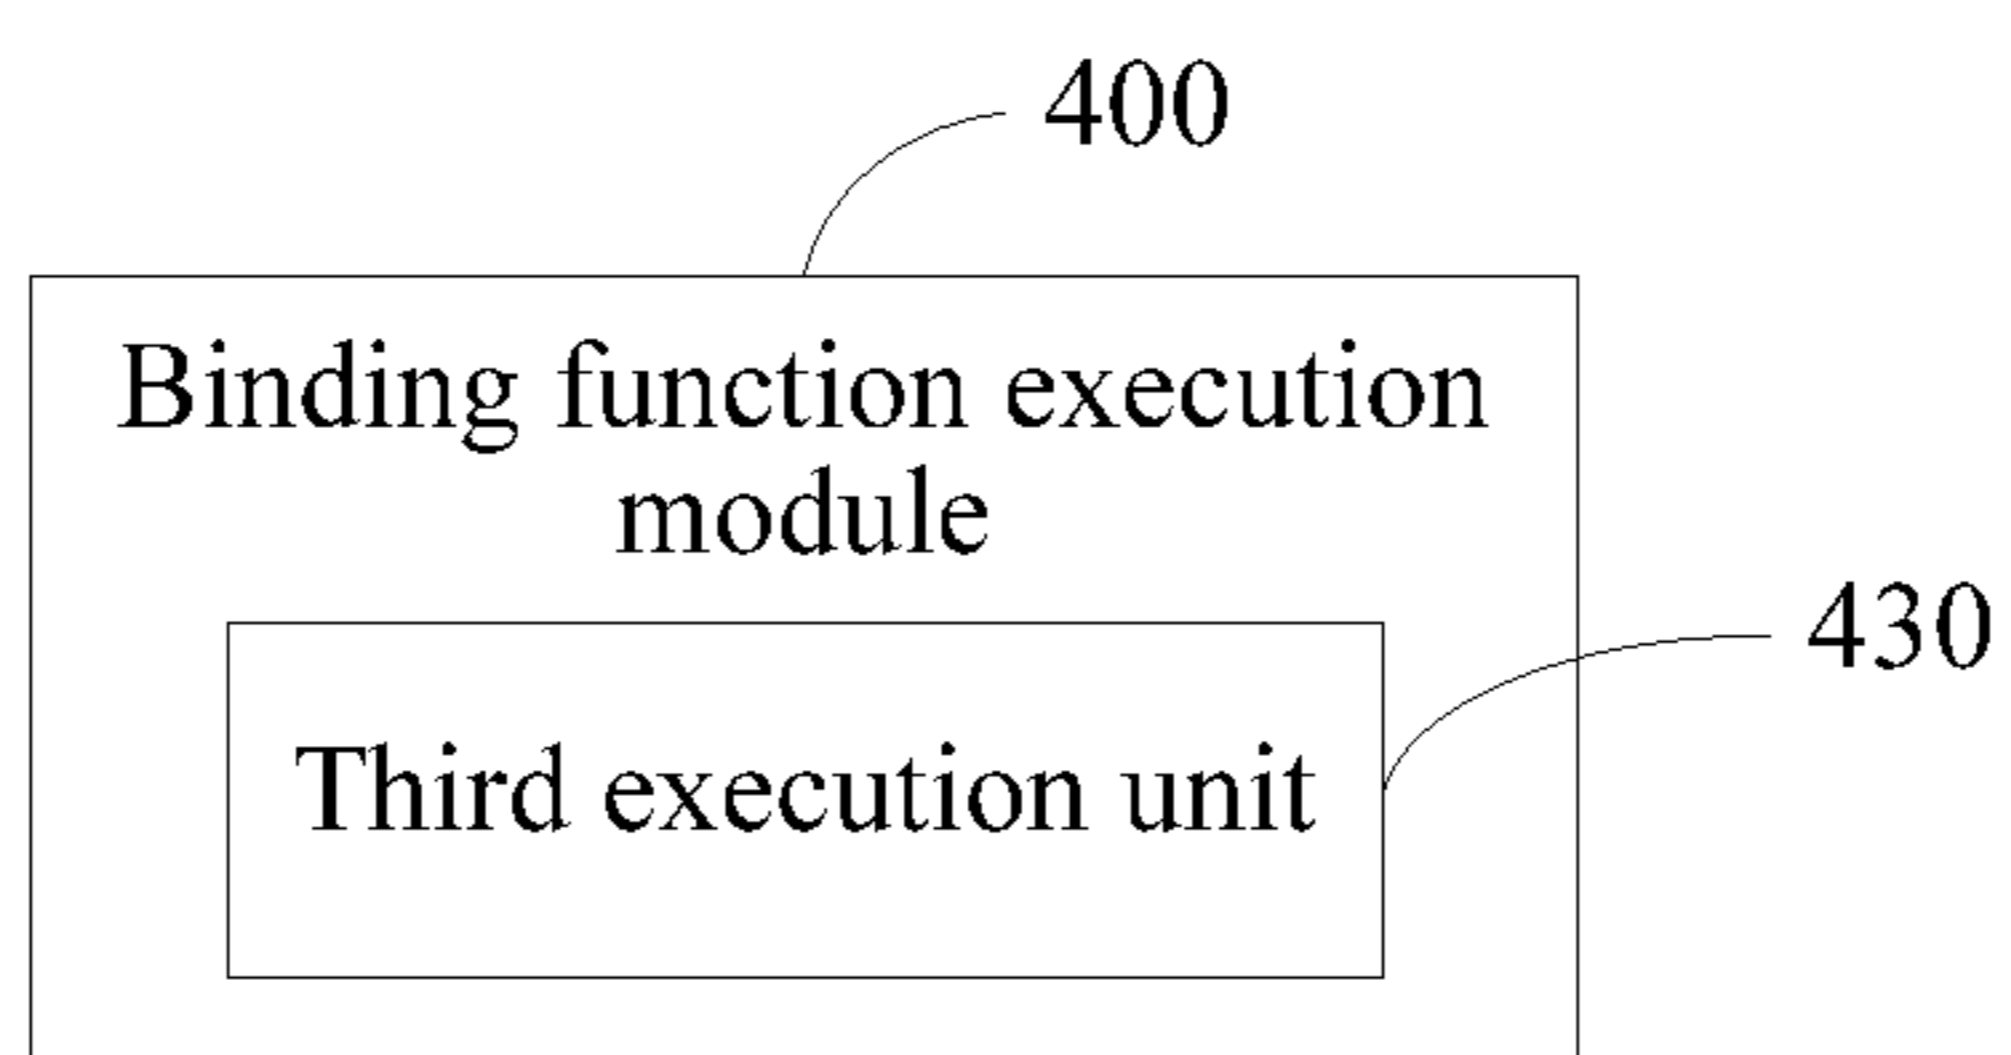 400
Binding function execution
module
430
Third execution unit